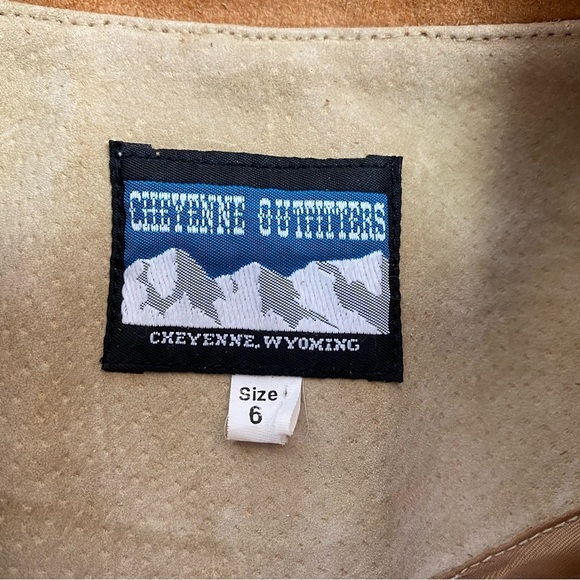 CHEYENNE OUTFITTERS
CHEYENNE, WYOMING
Size
6